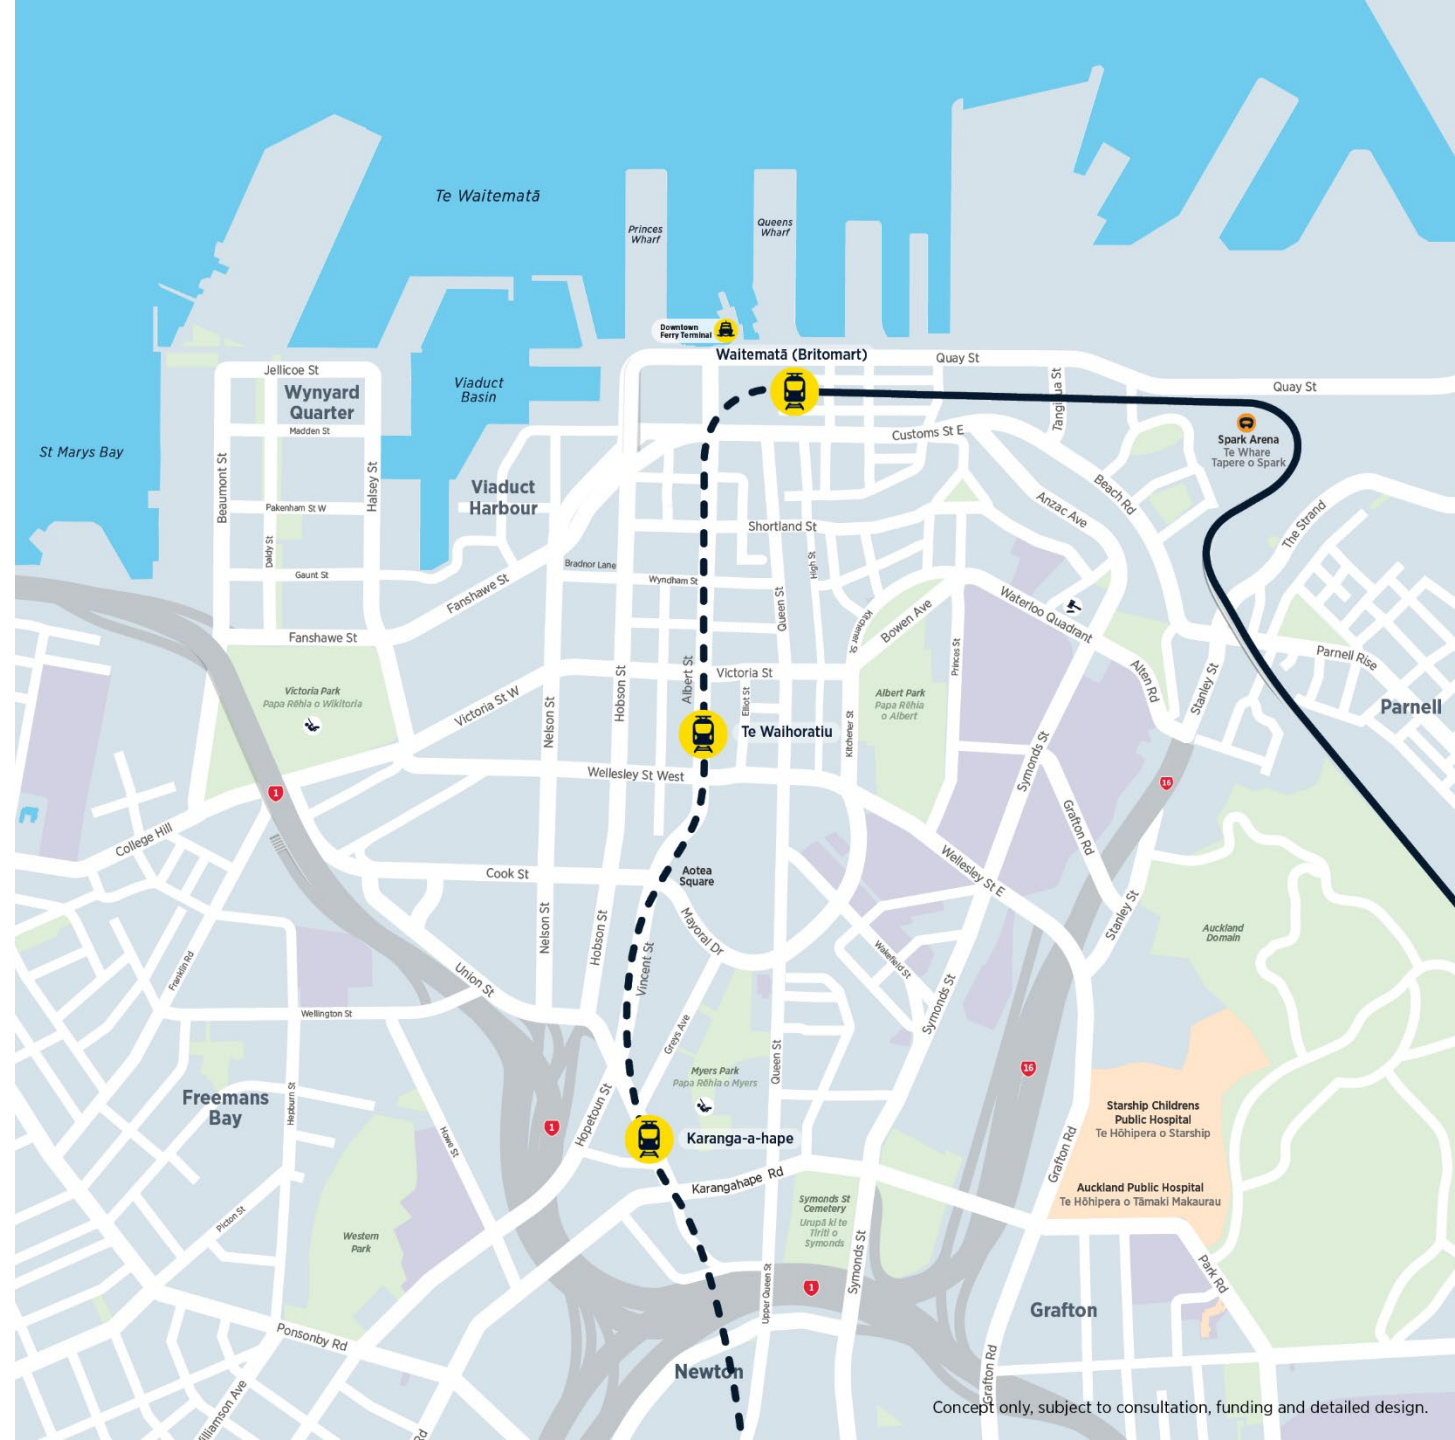 Te Waitematā
Princes
Wharf
Queens
Wharf
Downtown
Ferry Terminal
Waitematā (Britomart)
Quay St
Quay St
Jellicoe St
Wynyard
Quarter
Madden St
Viaduct
Basin
Tangihua St
Customs St E
Spark Arena
Te Whare
Tapere o Spark
St Marys Bay
Beaumont St
Halsey St
Viaduct
Harbour
Pakenham St W
Daldy St
Gaunt St
Fanshawe St
Fanshawe St
Bradnor Lane
Wyndham St
Shortland St
High St
Queen St
Anzac Ave
Beach Rd
The Strand
Kitchener St
Bowen Ave
Waterloo Quadrant
Parnell Rise
Princes St
Alten Rd
Stanley St
Parnell
Victoria Park
Papa Rēhia o Wikitoria
Victoria St W
Nelson St
Hobson St
Albert St
Victoria St
Elliot St
Te Waihoratiu
Kitchener St
Albert Park
Papa Rēhia
o Albert
Symonds St
16
Wellesley St West
1
College Hill
Grafton Rd
Wellesley St E
Cook St
Aotea
Square
Mayoral Dr
Nelson St
Hobson St
Vincent St
Wakefield St
Stanley St
Auckland
Domain
Franklin Rd
Union St
Wellington St
Symonds St
Greys Ave
Queen St
Myers Park
Papa Rēhia o Myers
16
Freemans
Bay
Hepburn St
Howe St
1
Hopetoun St
Karanga-a-hape
Starship Childrens
Public Hospital
Te Hōhipera o Starship
Grafton Rd
Auckland Public Hospital
Te Hōhipera o Tāmaki Makaurau
Karangahape Rd
Symonds St
Cemetery
Urupā ki te
Tiriti o
Symonds
Picton St
Western
Park
Symonds St
Upper Queen St
1
Park Rd
Grafton
Ponsonby Rd
Newton
Grafton Rd
Concept only, subject to consultation, funding and detailed design.